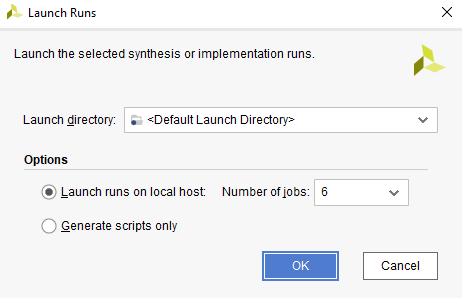 Launch Runs
Launch the selected synthesis or implementation runs.
Launch directory: <Default Launch Directory>
Options
Launch runs on local host: Number of jobs: 6
Generate scripts only
OK Cancel